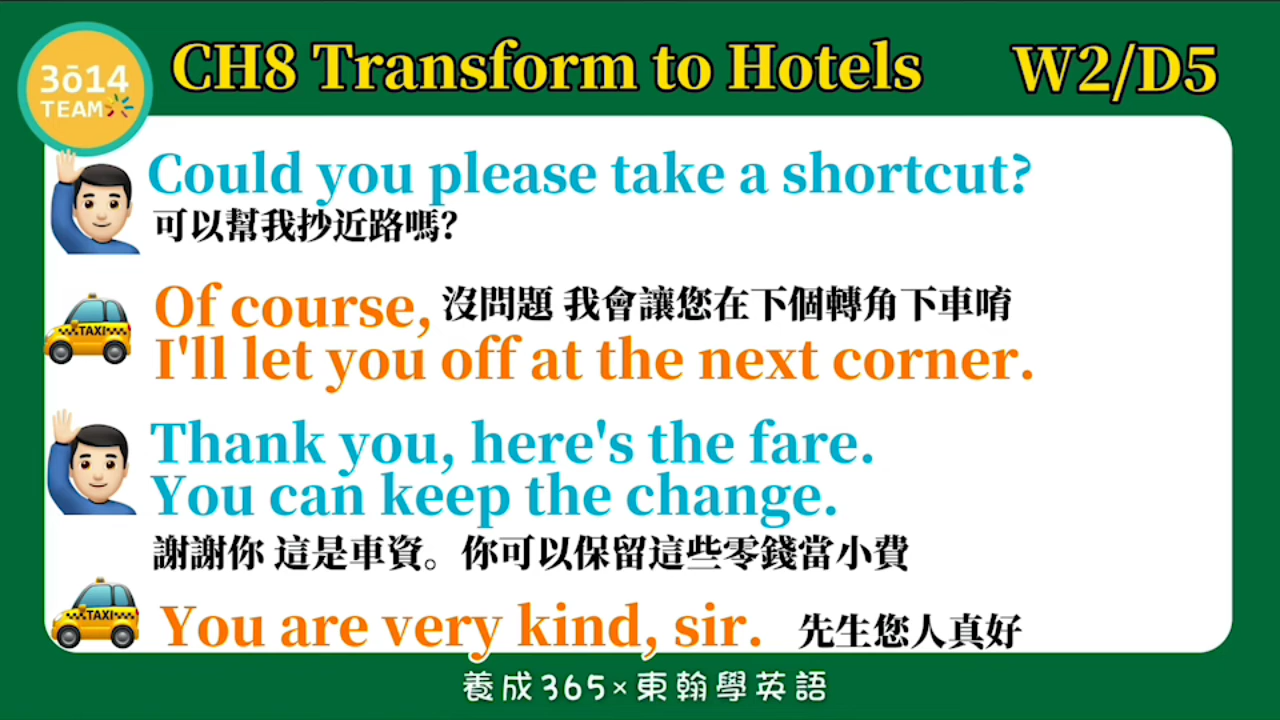 3ō14
TEAM
CH8 Transform to Hotels W2/D5
Could you please take a shortcut?
可以幫我抄近路嗎?
Of course, 沒問題 我會讓您在下個轉角下車唷
I'll let you off at the next corner.
Thank you, here's the fare.
You can keep the change.
謝謝你 這是車資。你可以保留這些零錢當小費
TAXI
You are very kind, sir. 先生您人真好
TAXI
養成365×東翰學英語